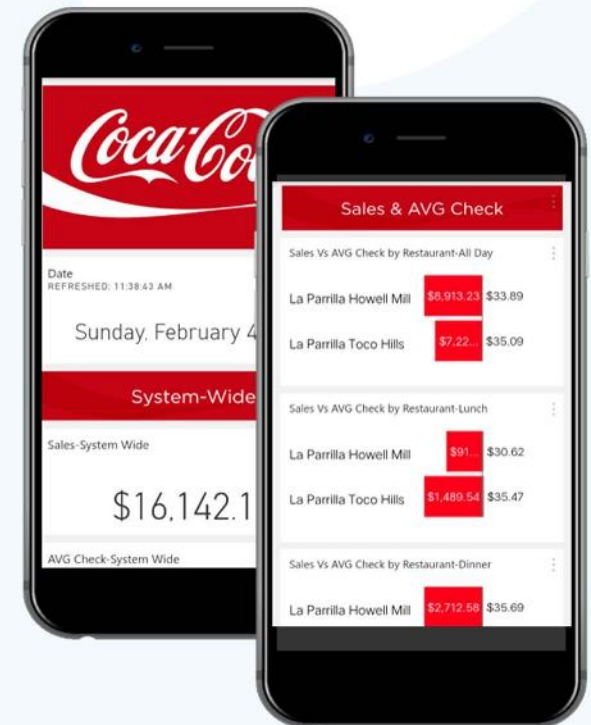 Coca-Co
Date
REFRESHED: 11:38:43 AM
Sunday, February 4
System-Wide
Sales-System Wide
$16,142.1
AVG Check-System Wide
Sales & AVG Check
Sales Vs AVG Check by Restaurant-All Day
La Parrilla Howell Mill $8,913.23 $33.89
La Parrilla Toco Hills $7,22... $35.09
Sales Vs AVG Check by Restaurant-Lunch
La Parrilla Howell Mill $91... $30.62
La Parrilla Toco Hills $1,489.54 $35.47
Sales Vs AVG Check by Restaurant-Dinner
La Parrilla Howell Mill $2,712.58 $35.69